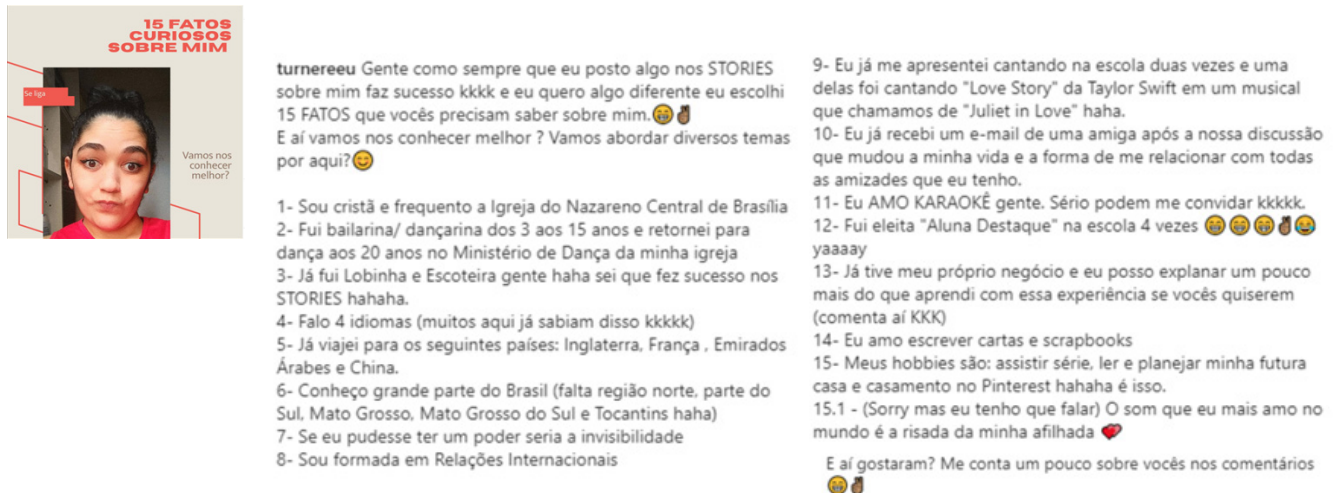 15 FATOS
CURIOSOS
SOBRE MIM
Se liga
Vamos nos
conhecer
melhor?
turnereeu Gente como sempre que eu posto algo nos STORIES
sobre mim faz sucesso kkkk e eu quero algo diferente eu escolhi
15 FATOS que vocês precisam saber sobre mim.😁✌🏾
E aí vamos nos conhecer melhor ? Vamos abordar diversos temas
por aqui?😊
1- Sou cristã e frequento a Igreja do Nazareno Central de Brasília
2- Fui bailarina/ dançarina dos 3 aos 15 anos e retornei para
dança aos 20 anos no Ministério de Dança da minha igreja
3- Já fui Lobinha e Escoteira gente haha sei que fez sucesso nos
STORIES hahaha.
4- Falo 4 idiomas (muitos aqui já sabiam disso kkkkk)
5- Já viajei para os seguintes países: Inglaterra, França , Emirados
Árabes e China.
6- Conheço grande parte do Brasil (falta região norte, parte do
Sul, Mato Grosso, Mato Grosso do Sul e Tocantins haha)
7- Se eu pudesse ter um poder seria a invisibilidade
8- Sou formada em Relações Internacionais
9- Eu já me apresentei cantando na escola duas vezes e uma
delas foi cantando "Love Story" da Taylor Swift em um musical
que chamamos de "Juliet in Love" haha.
10- Eu já recebi um e-mail de uma amiga após a nossa discussão
que mudou a minha vida e a forma de me relacionar com todas
as amizades que eu tenho.
11- Eu AMO KARAOKÊ gente. Sério podem me convidar kkkkk.
12- Fui eleita "Aluna Destaque" na escola 4 vezes 😁😁😁✌🏾😂
yaaaay
13- Já tive meu próprio negócio e eu posso explanar um pouco
mais do que aprendi com essa experiência se vocês quiserem
(comenta aí KKK)
14- Eu amo escrever cartas e scrapbooks
15- Meus hobbies são: assistir série, ler e planejar minha futura
casa e casamento no Pinterest hahaha é isso.
15.1 - (Sorry mas eu tenho que falar) O som que eu mais amo no
mundo é a risada da minha afilhada 💕
E aí gostaram? Me conta um pouco sobre vocês nos comentários
😁✌🏾